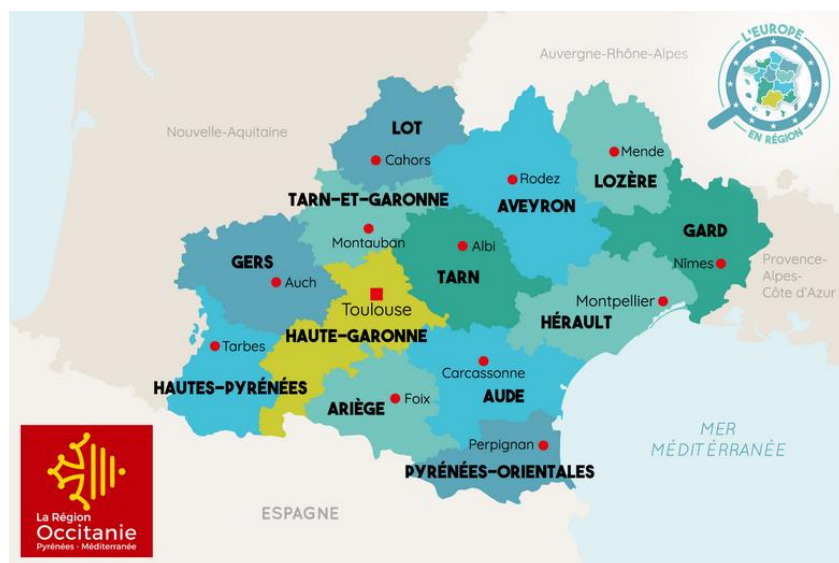 L'EUROPE
EN RÉGION
Auvergne-Rhône-Alpes
Nouvelle-Aquitaine
LOT
Cahors
Mende
LOZÈRE
Rodez
AVEYRON
TARN-ET-GARONNE
Montauban
GARD
Nîmes
Albi
TARN
Provence-
Alpes-
Côte d'Azur
GERS
Auch
Toulouse
HAUTE-GARONNE
Montpellier
HÉRAULT
Tarbes
HAUTES-PYRÉNÉES
Carcassonne
AUDE
Foix
ARIÈGE
Perpignan
PYRÉNÉES-ORIENTALES
MER
MÉDITÉRRANÉE
ESPAGNE
La Région
Occitanie
Pyrénées - Méditerranée